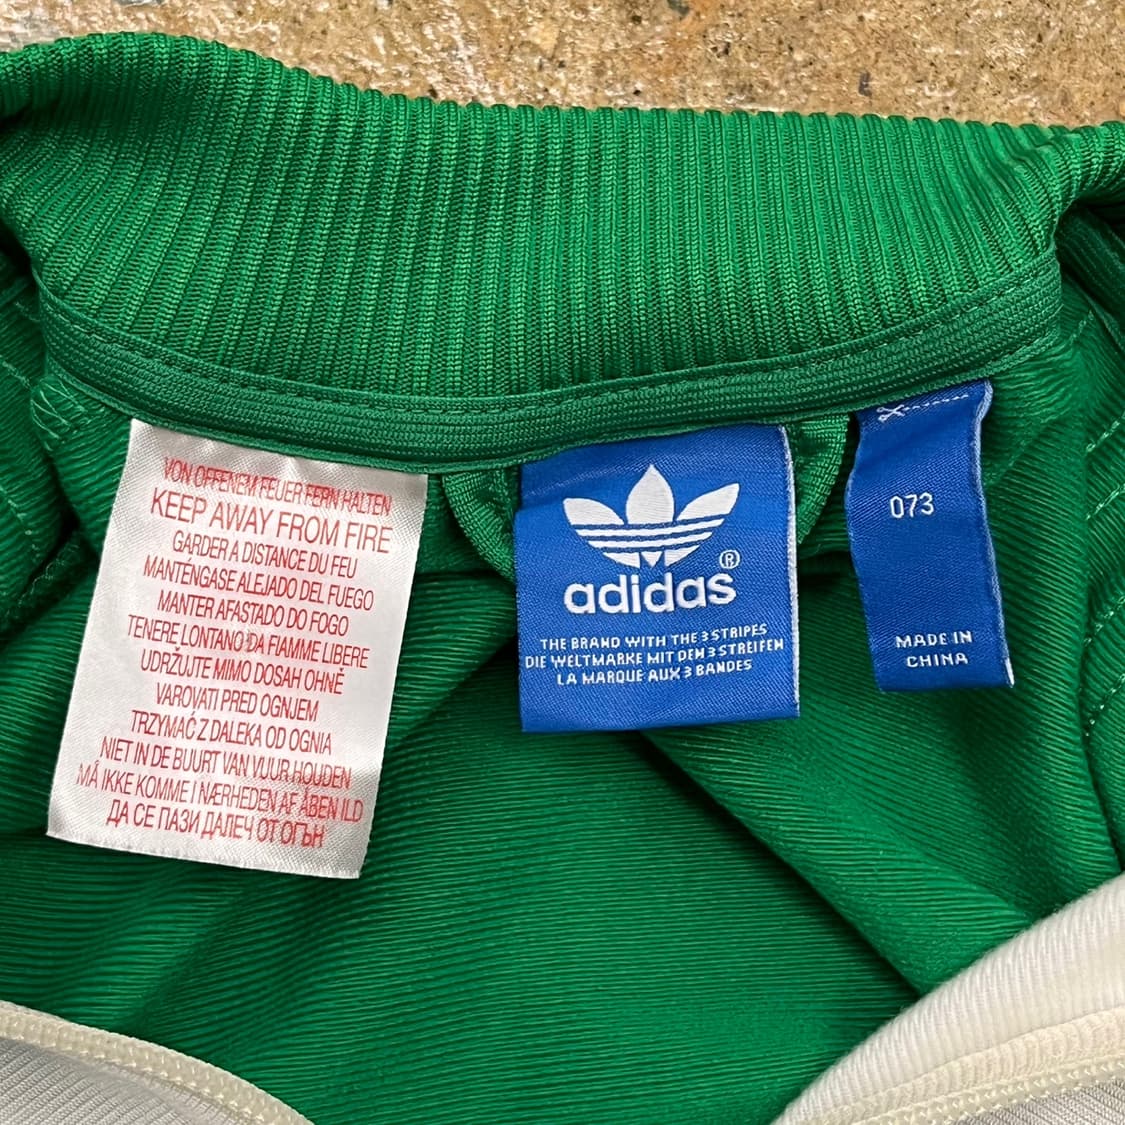 VON OFFENEM FEUER FERN HALTEN
KEEP AWAY FROM FIRE
GARDER A DISTANCE DU FEU
MANTÉNGASE ALEJADO DEL FUEGO
MANTER AFASTADO DO FOGO
TENERE LONTANO DA FIAMME LIBERE
UDRŽUJTE MIMO DOSAH OHNĚ
VAROVATI PRED OGNJEM
TRZYMAĆ Z DALEKA OD OGNIA
NIET IN DE BUURT VAN VUUR HOUDEN
MÅ IKKE KOMME I NÆRHEDEN AF ÅBEN ILD
ДА СЕ ПАЗИ ДАЛЕЧ ОТ ОГЪН
adidas®
THE BRAND WITH THE 3 STRIPES
DIE WELTMARKE MIT DEN 3 STREIFEN
LA MARQUE AUX 3 BANDES
073
MADE IN
CHINA